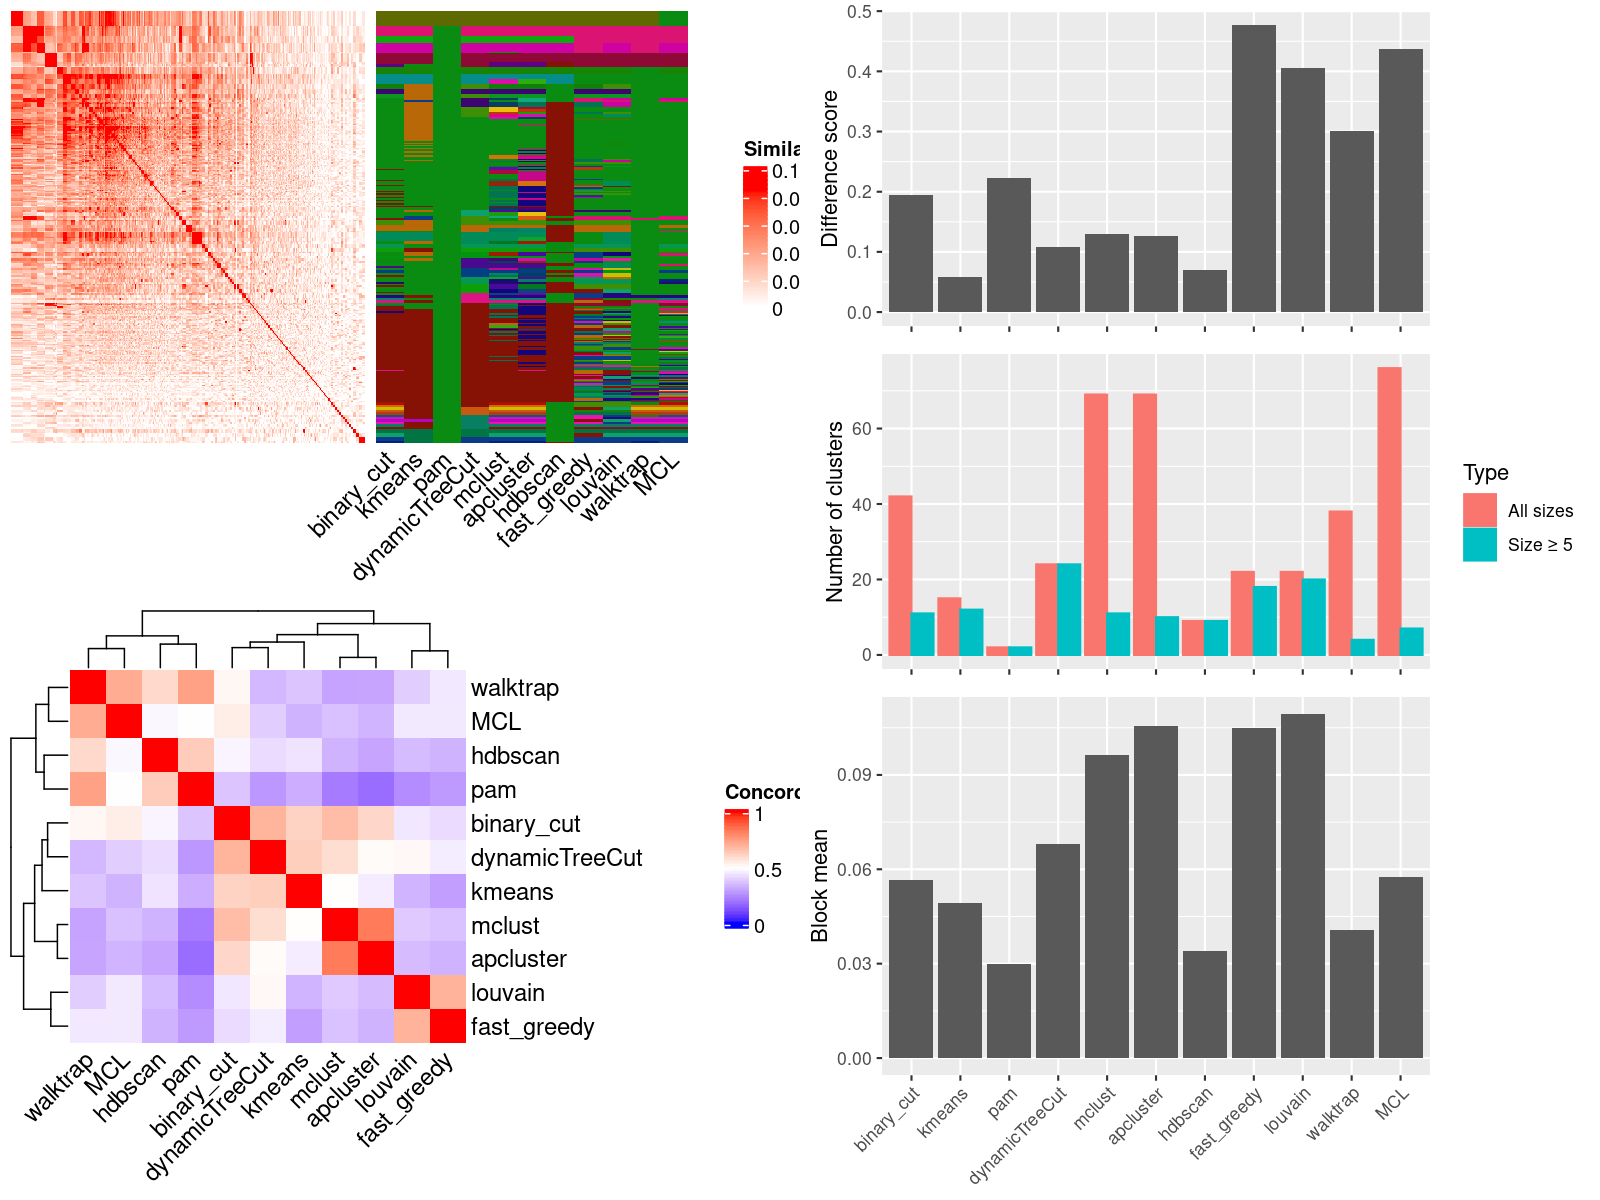 Simila
0.1
0.0
0.0
0.0
0.0
0
binary_cut
kmeans
pam
dynamicTreeCut
mclust
apcluster
hdbscan
fast_greedy
louvain
walktrap
MCL
walktrap
MCL
hdbscan
pam
binary_cut
dynamicTreeCut
kmeans
mclust
apcluster
louvain
fast_greedy
walktrap
MCL
hdbscan
pam
binary_cut
dynamicTreeCut
kmeans
mclust
apcluster
louvain
fast_greedy
Concord
1
0.5
0
Difference score
0.5
0.4
0.3
0.2
0.1
0.0
Number of clusters
60
40
20
0
Type
All sizes
Size ≥ 5
Block mean
0.09
0.06
0.03
0.00
binary_cut
kmeans
pam
dynamicTreeCut
mclust
apcluster
hdbscan
fast_greedy
louvain
walktrap
MCL